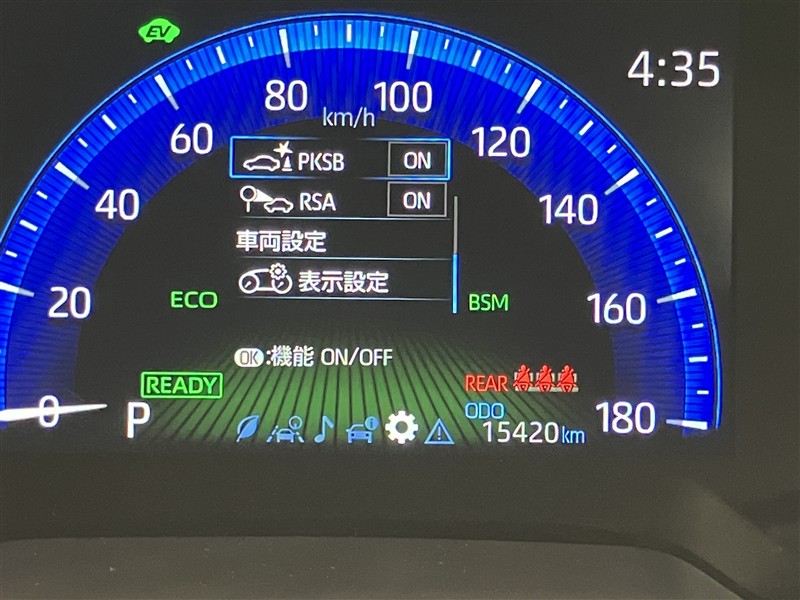 EV
4:35
80
100
km/h
60
120
PKSB ON
40
RSA ON
140
車両設定
表示設定
20
ECO
BSM
160
OK:機能 ON/OFF
READY
REAR
ODO
0
P
15420km
180